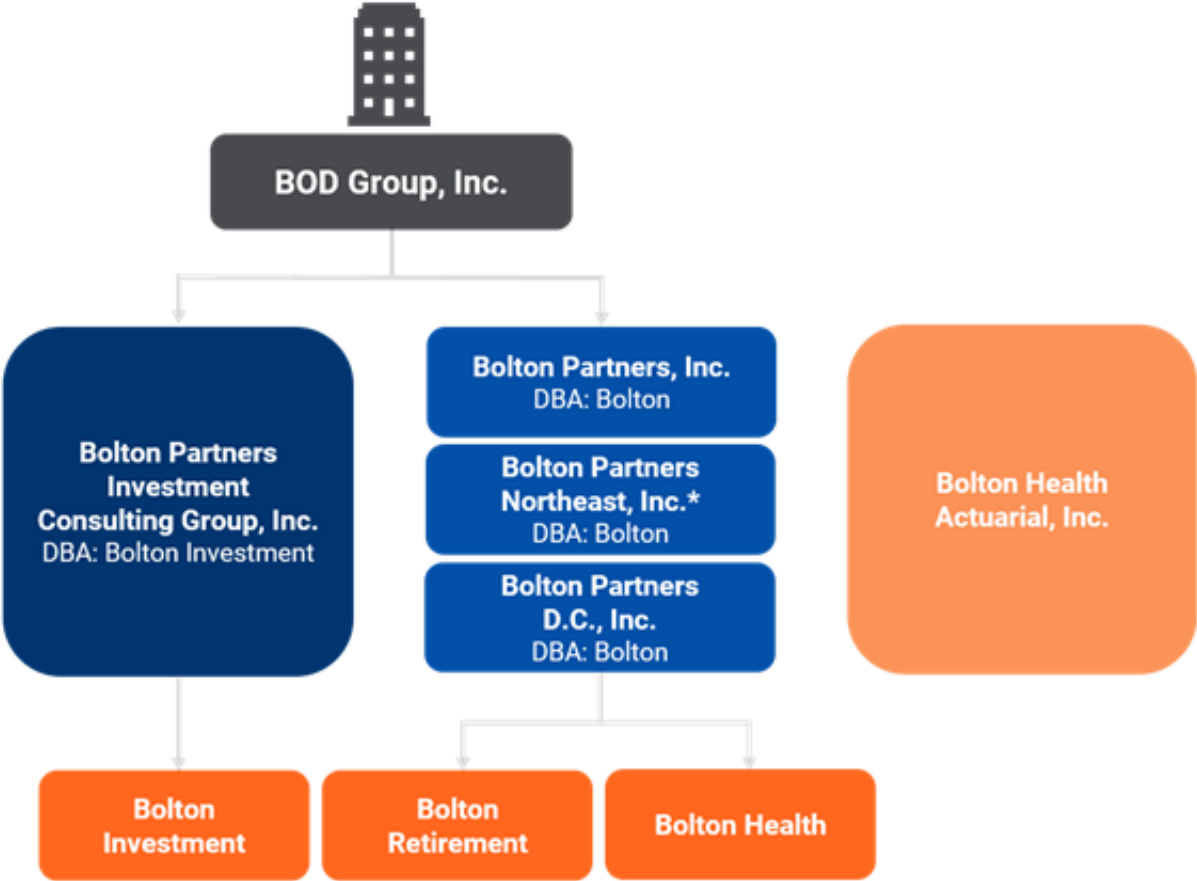 BOD Group, Inc.
Bolton Partners
Investment
Consulting Group, Inc.
DBA: Bolton Investment
Bolton Partners, Inc.
DBA: Bolton
Bolton Partners
Northeast, Inc.*
DBA: Bolton
Bolton Partners
D.C., Inc.
DBA: Bolton
Bolton Health
Actuarial, Inc.
Bolton
Investment
Bolton
Retirement
Bolton Health